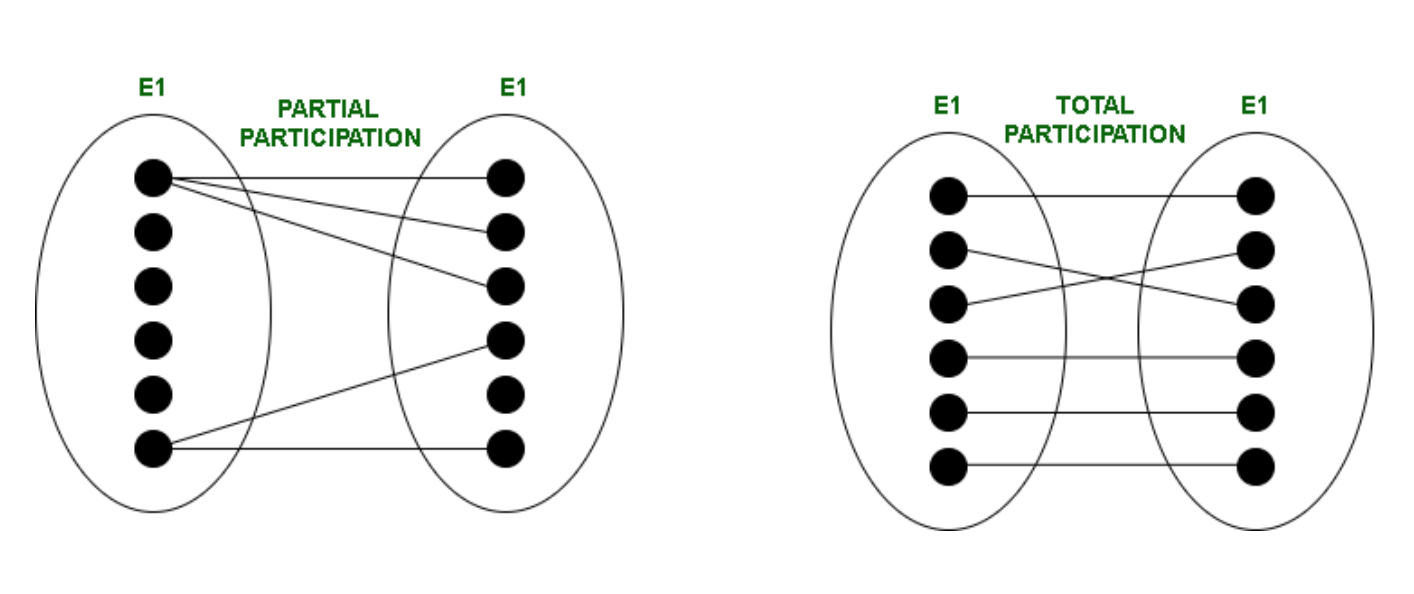 E1
PARTIAL
PARTICIPATION
E1
E1
TOTAL
PARTICIPATION
E1